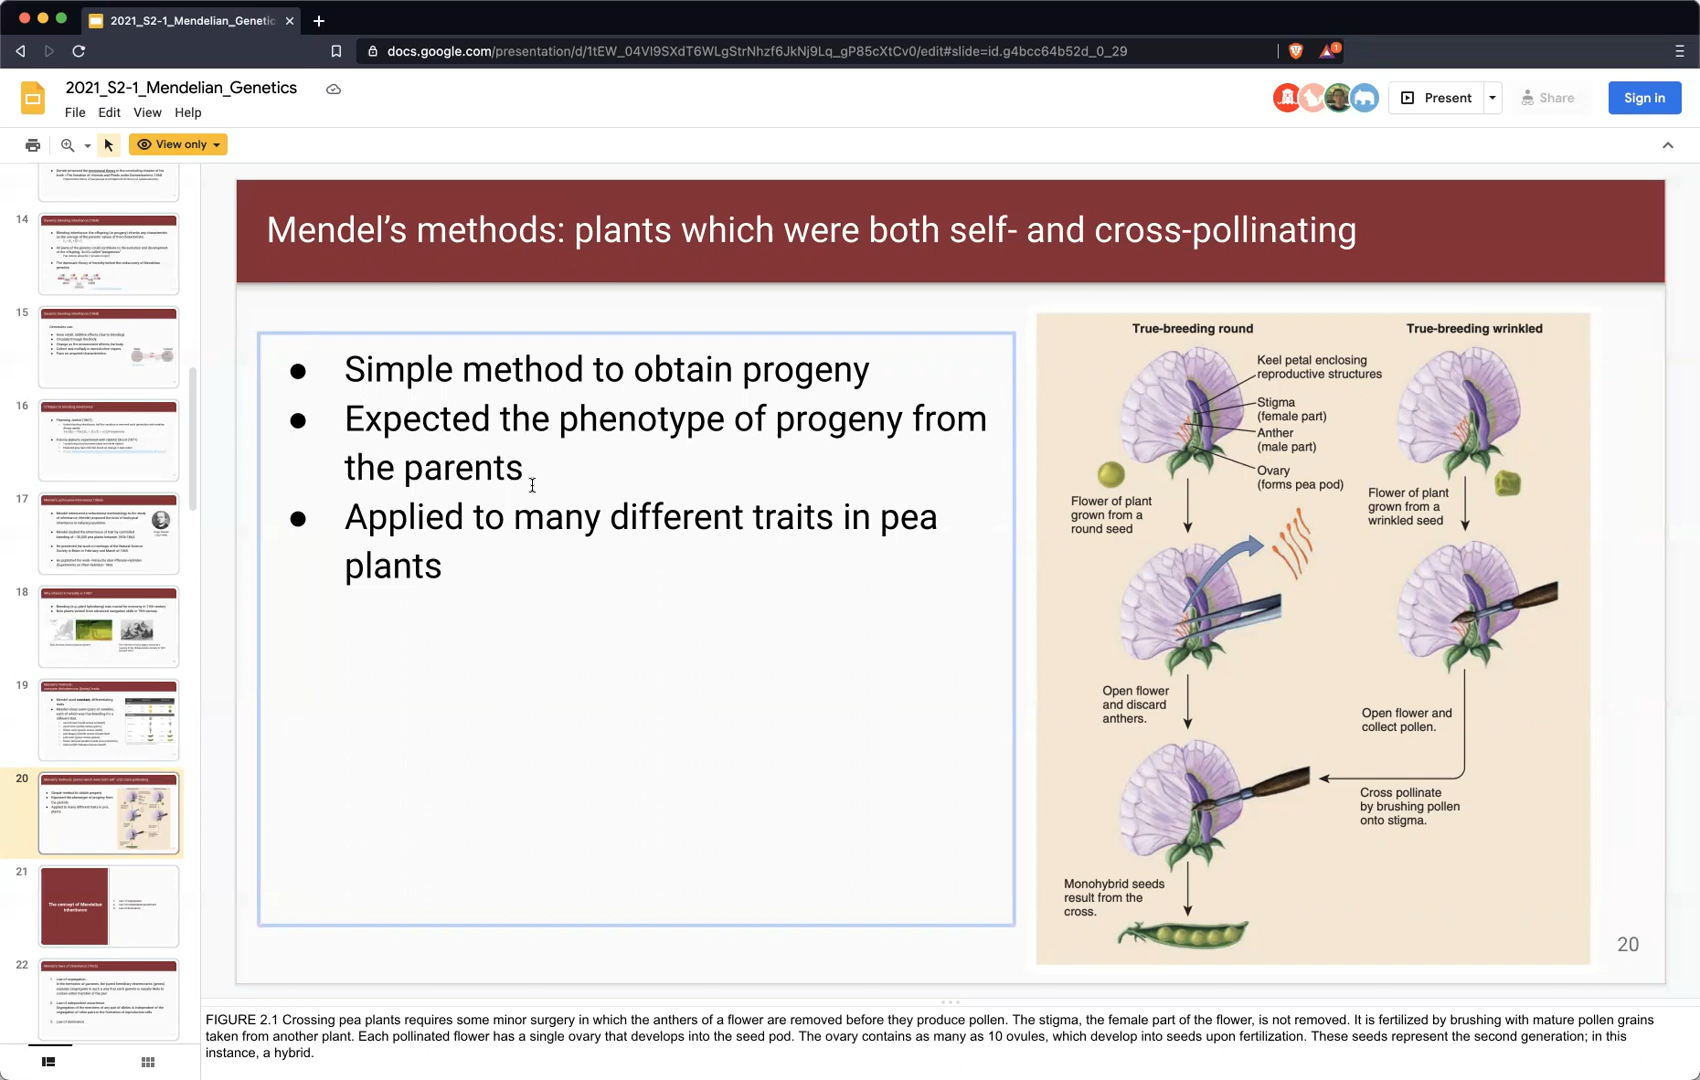 2021_S2-1_Mendelian_Genetic
docs.google.com/presentation/d/1tEW_04VI9SXdT6WLgStrNhzf6JkNj9Lq_gP85cXtCv0/edit#slide=id.g4bcc64b52d_0_29
1
2021_S2-1_Mendelian_Genetics
File Edit View Help
Present
Share
Sign in
View only
14
15
16
17
18
19
20
21
The concept of Mendelian
inheritance
22
Mendel’s methods: plants which were both self- and cross-pollinating
● Simple method to obtain progeny
● Expected the phenotype of progeny from
the parents
● Applied to many different traits in pea
plants
True-breeding round
True-breeding wrinkled
Keel petal enclosing
reproductive structures
Stigma
(female part)
Anther
(male part)
Ovary
(forms pea pod)
Flower of plant
grown from a
round seed
Flower of plant
grown from a
wrinkled seed
Open flower
and discard
anthers.
Open flower and
collect pollen.
Cross pollinate
by brushing pollen
onto stigma.
Monohybrid seeds
result from the
cross.
20
FIGURE 2.1 Crossing pea plants requires some minor surgery in which the anthers of a flower are removed before they produce pollen. The stigma, the female part of the flower, is not removed. It is fertilized by brushing with mature pollen grains
taken from another plant. Each pollinated flower has a single ovary that develops into the seed pod. The ovary contains as many as 10 ovules, which develop into seeds upon fertilization. These seeds represent the second generation; in this
instance, a hybrid.